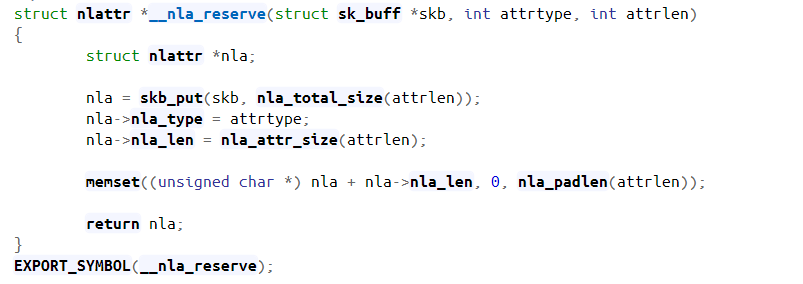 struct nlattr *__nla_reserve(struct sk_buff *skb, int attrtype, int attrlen)
{
        struct nlattr *nla;

        nla = skb_put(skb, nla_total_size(attrlen));
        nla->nla_type = attrtype;
        nla->nla_len = nla_attr_size(attrlen);

        memset((unsigned char *) nla + nla->nla_len, 0, nla_padlen(attrlen));

        return nla;
}
EXPORT_SYMBOL(__nla_reserve);